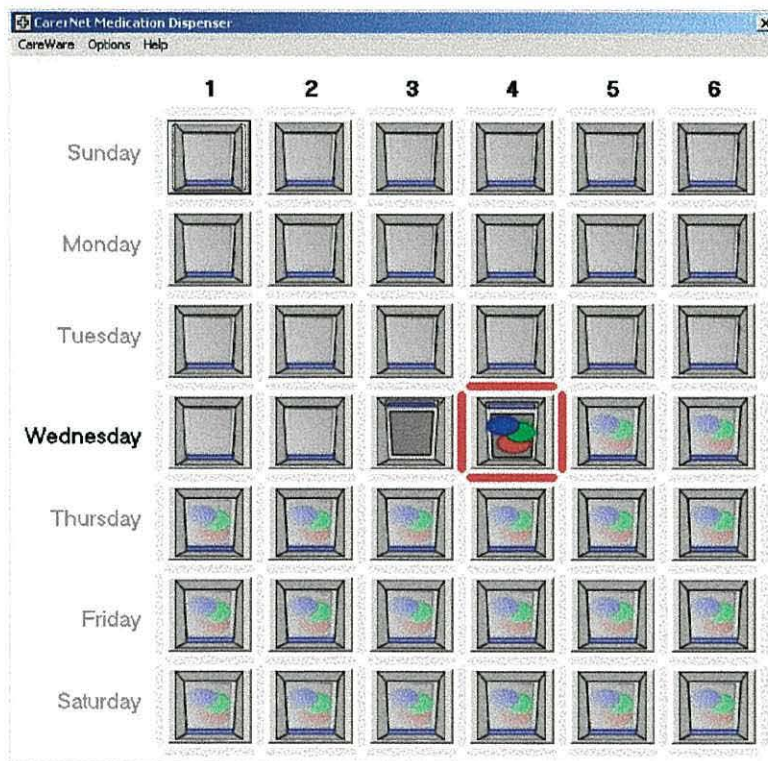 CarerNet Medication Dispenser
CareWare Options Help
1 2 3 4 5 6
Sunday
Monday
Tuesday
Wednesday
Thursday
Friday
Saturday